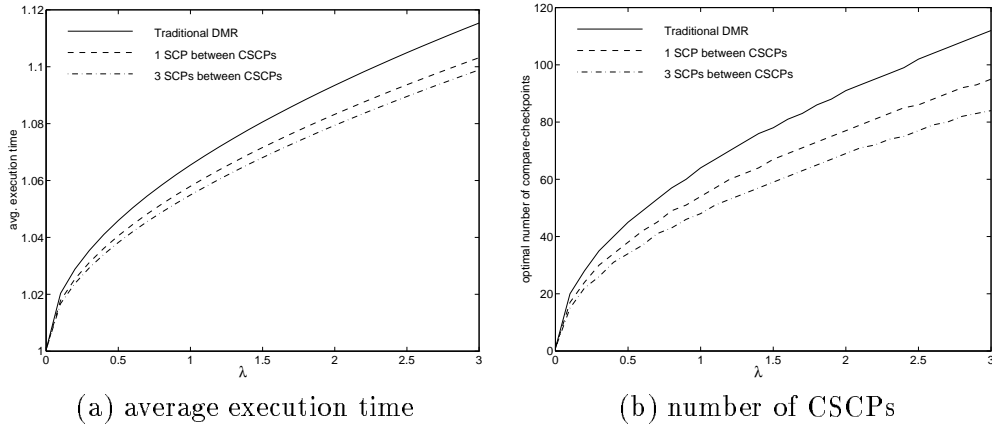 1.12
1.1
1.08
1.06
1.04
1.02
1
avg. execution time
Traditional DMR
1 SCP between CSCPs
3 SCPs between CSCPs
0 0.5 1 1.5 2 2.5 3
λ
(a) average execution time
120
100
80
60
40
20
0
optimal number of compare-checkpoints
Traditional DMR
1 SCP between CSCPs
3 SCPs between CSCPs
0 0.5 1 1.5 2 2.5 3
λ
(b) number of CSCPs